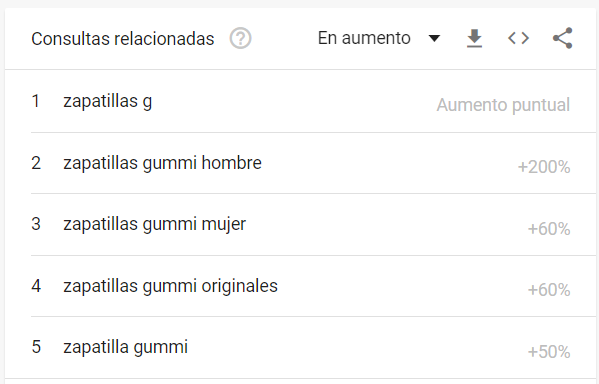 Consultas relacionadas ? En aumento
1 zapatillas g Aumento puntual
2 zapatillas gummi hombre +200%
3 zapatillas gummi mujer +60%
4 zapatillas gummi originales +60%
5 zapatilla gummi +50%